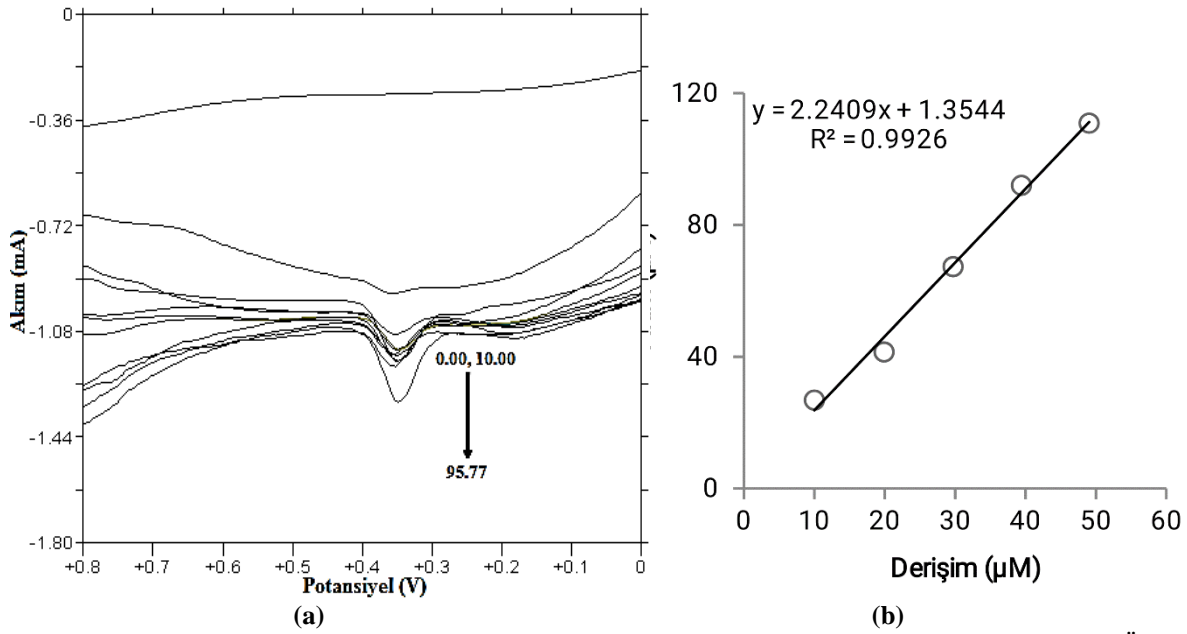 0
-0.36
-0.72
-1.08
-1.44
-1.80
Akım (mA)
0.00, 10.00
95.77
+0.8 +0.7 +0.6 +0.5 +0.4 +0.3 +0.2 +0.1 0
Potansiyel (V)
(a)
120
80
40
0
y = 2.2409x + 1.3544
R² = 0.9926
0 10 20 30 40 50 60
Derişim (µM)
(b)